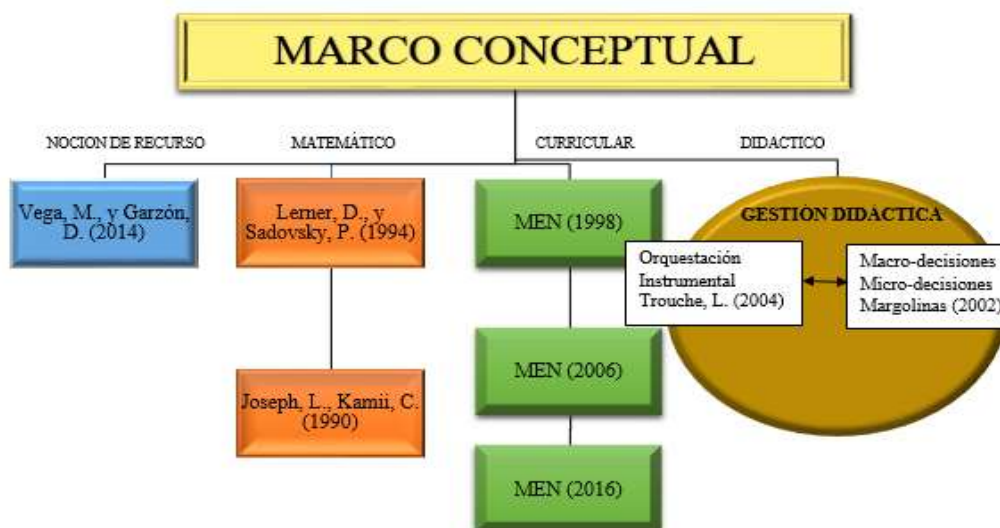 MARCO CONCEPTUAL
NOCION DE RECURSO
MATEMÁTICO
CURRICULAR
DIDACTICO
Vega, M., y Garzón,
D. (2014)
Lerner, D., y
Sadovsky, P. (1994)
Joseph, L., Kamii, C.
(1990)
MEN (1998)
MEN (2006)
MEN (2016)
GESTIÓN DIDÁCTICA
Orquestación
Instrumental
Trouche, L. (2004)
Macro-decisiones
Micro-decisiones
Margolinas (2002)